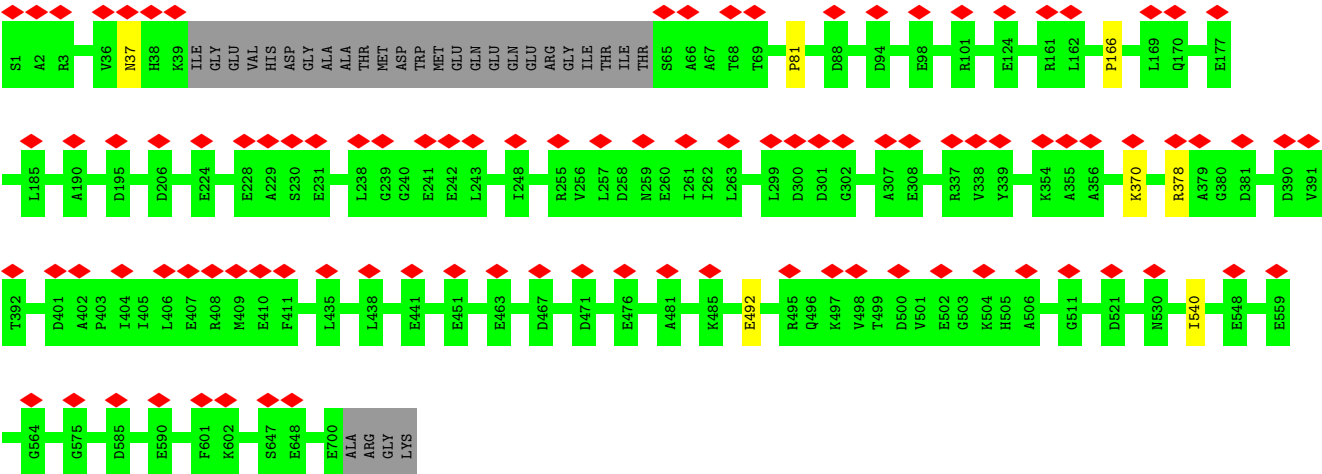 S1 A2 R3 V36 N37 H38 K39 ILE GLY GLU VAL HIS ASP GLY ALA ALA THR MET ASP TRP MET GLU GLN GLU GLN GLU ARG GLY ILE THR ILE THR S65 A66 A67 T68 T69 P81 D88 D94 E98 R101 E124 R161 L162 P166 L169 Q170 E177
L185 A190 D195 D206 E224 E228 A229 S230 E231 L238 G239 G240 E241 E242 L243 I248 R255 V256 L257 D258 N259 E260 I261 I262 L263 L299 D300 D301 G302 A307 E308 R337 V338 Y339 K354 A355 A356 K370 R378 A379 G380 D381 D390 V391
T392 D401 A402 P403 I404 I405 L406 E407 R408 M409 E410 F411 L435 L438 E441 E451 E463 D467 D471 E476 A481 K485 E492 R495 Q496 K497 V498 T499 D500 V501 E502 G503 K504 H505 A506 G511 D521 N530 I540 E548 E559
G564 G575 D585 E590 F601 K602 S647 E648 E700 ALA ARG GLY LYS